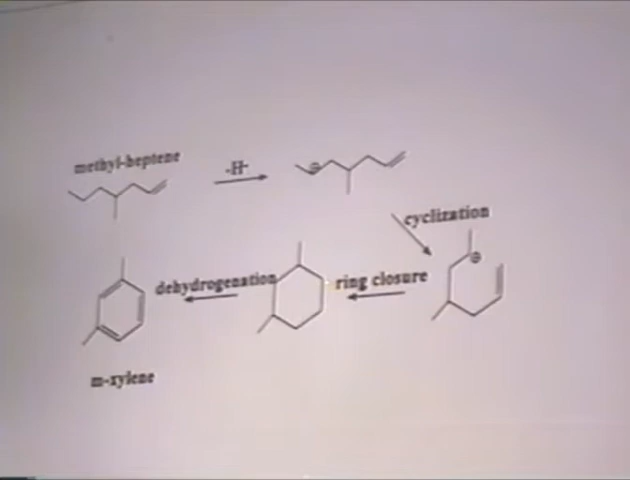 methyl-heptene
-H-
cyclization
ring closure
dehydrogenation
m-xylene